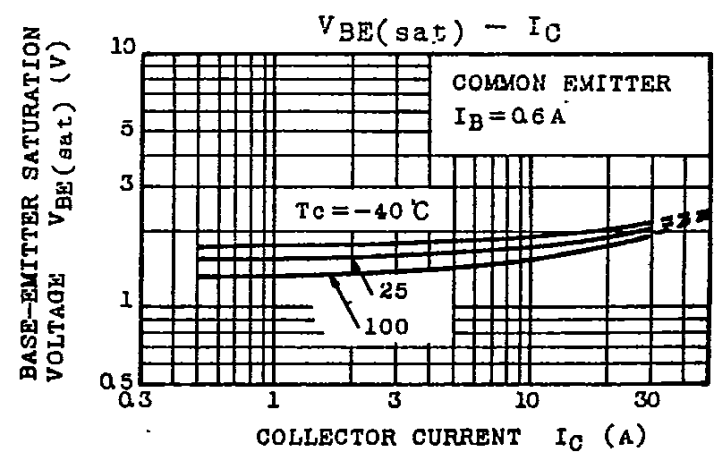 VBE(sat) – IC
BASE-EMITTER SATURATION
VOLTAGE VBE(sat) (V)
10
5
3
1
0.5
COMMON EMITTER
IB=0.6A
Tc=-40℃
25
100
0.3
1
3
10
30
COLLECTOR CURRENT IC (A)